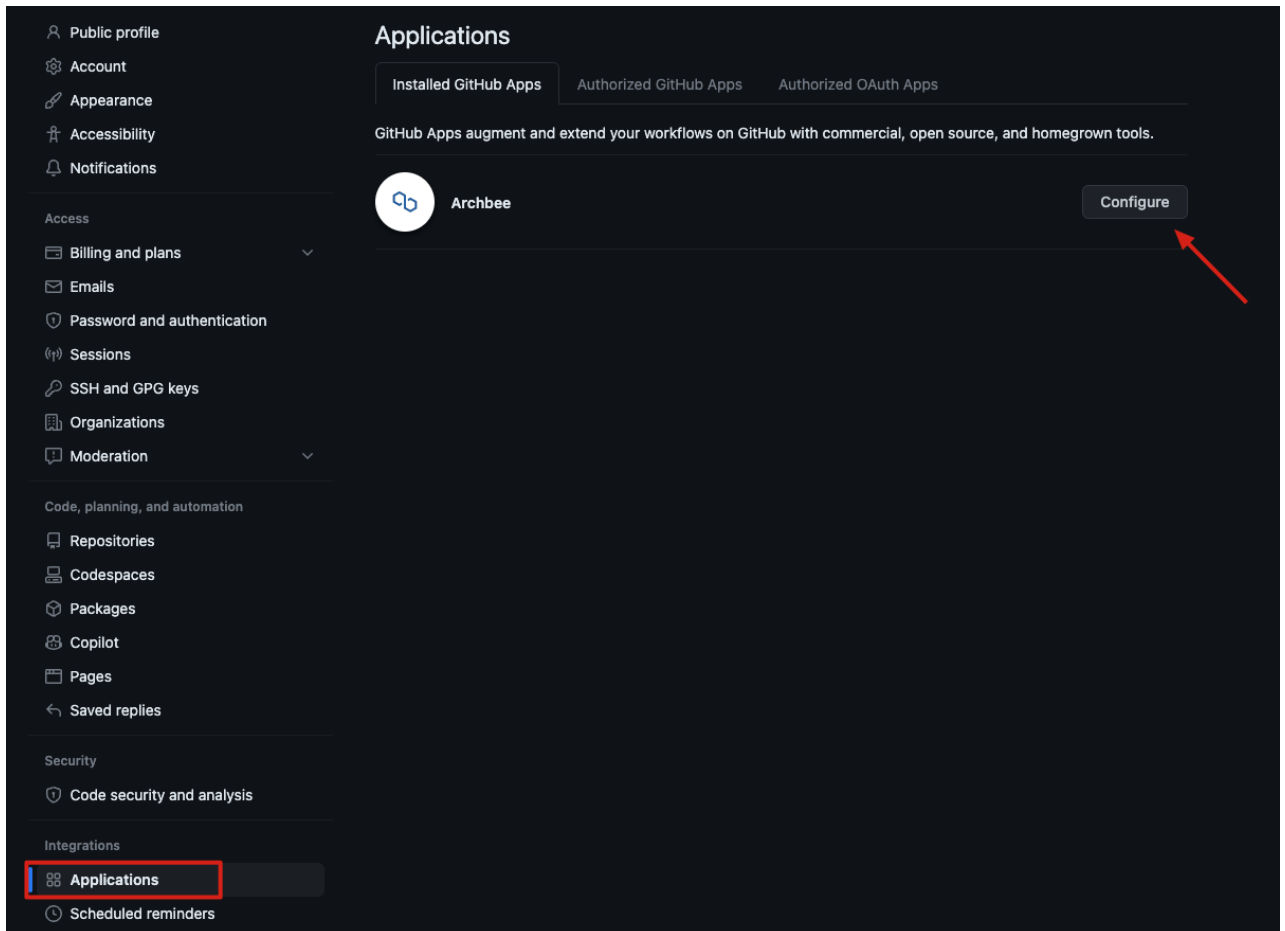 Public profile
Account
Appearance
Accessibility
Notifications
Access
Billing and plans
Emails
Password and authentication
Sessions
SSH and GPG keys
Organizations
Moderation
Code, planning, and automation
Repositories
Codespaces
Packages
Copilot
Pages
Saved replies
Security
Code security and analysis
Integrations
Applications
Scheduled reminders
Applications
Installed GitHub Apps
Authorized GitHub Apps
Authorized OAuth Apps
GitHub Apps augment and extend your workflows on GitHub with commercial, open source, and homegrown tools.
Archbee
Configure